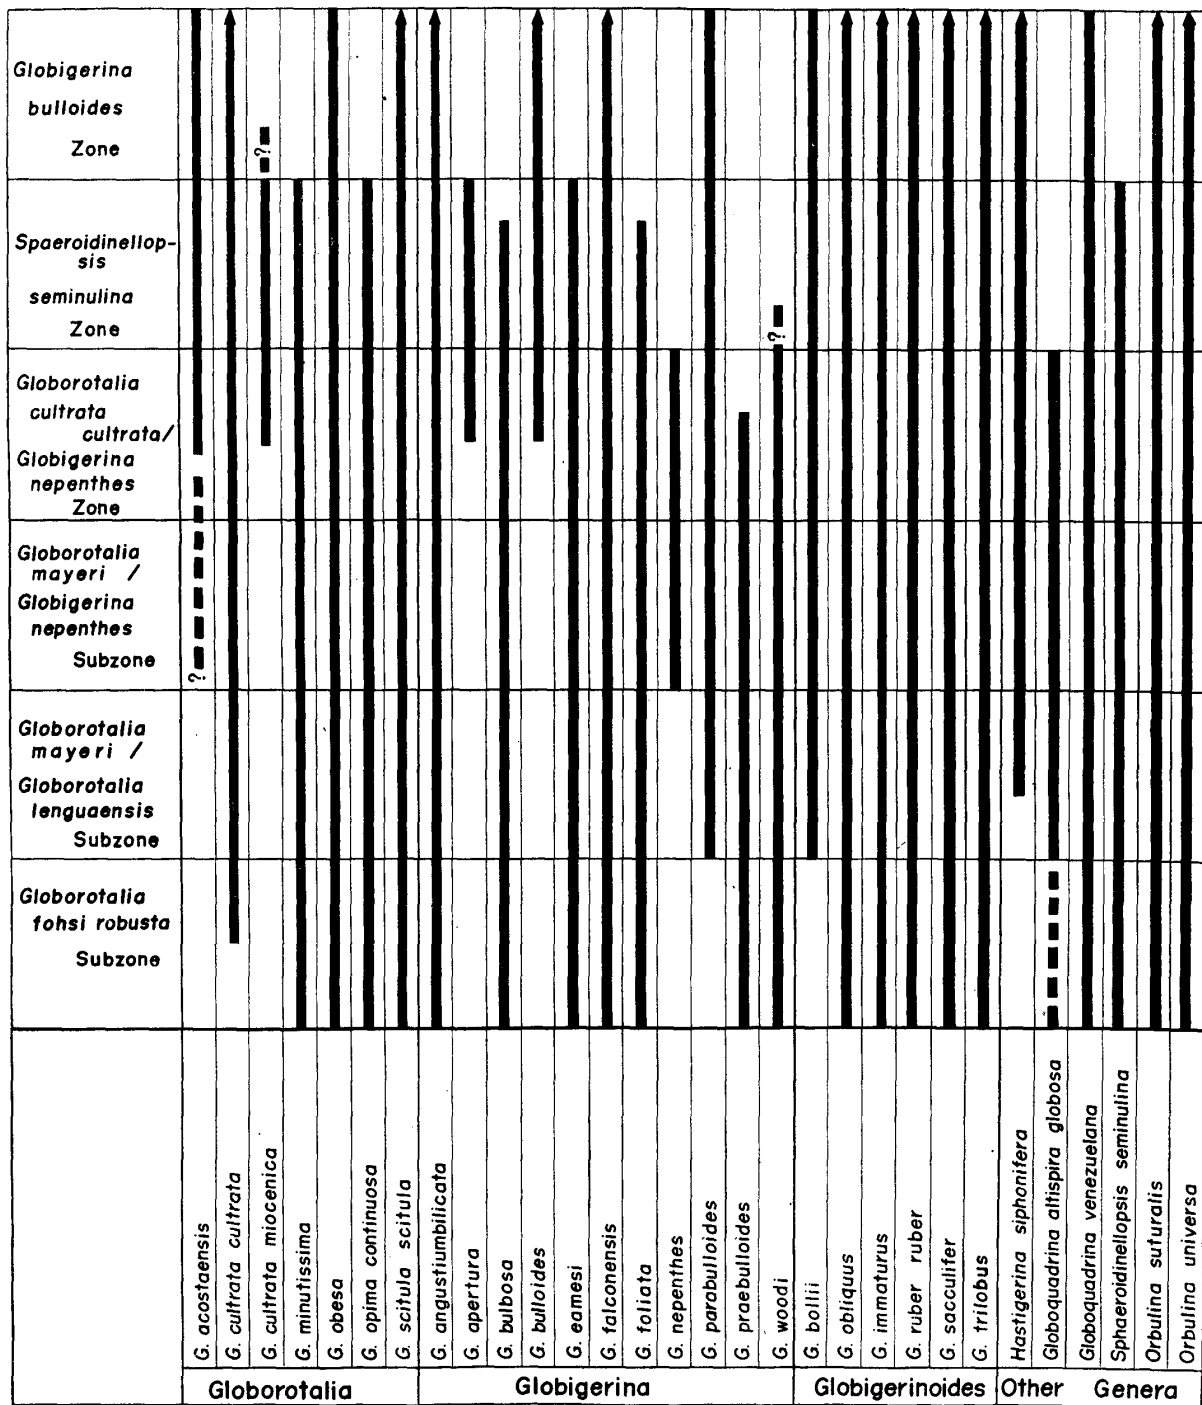 Globigerina
bulloides
Zone
?
Spaeroidinellop-
sis
seminulina
Zone
?
Globorotalia
cultrata
cultrata/
Globigerina
nepenthes
Zone
Globorotalia
mayeri /
Globigerina
nepenthes
Subzone
?
Globorotalia
mayeri /
Globorotalia
lenguaensis
Subzone
Globorotalia
fohsi robusta
Subzone
G. acostaensis
G. cultrata cultrata
G. cultrata miocenica
G. minutissima
G. obesa
G. opima continuosa
G. scitula scitula
G. angustiumbilicata
G. apertura
G. bulbosa
G. bulloides
G. eamesi
G. falconensis
G. foliata
G. nepenthes
G. parabulloides
G. praebulloides
G. woodi
G. bollii
G. obliquus
G. immaturus
G. ruber ruber
G. sacculifer
G. trilobus
Hastigerina siphonifera
Globoquadrina altispira globosa
Globoquadrina venezuelana
Sphaeroidinellopsis seminulina
Orbulina suturalis
Orbulina universa
Globorotalia
Globigerina
Globigerinoides
Other Genera